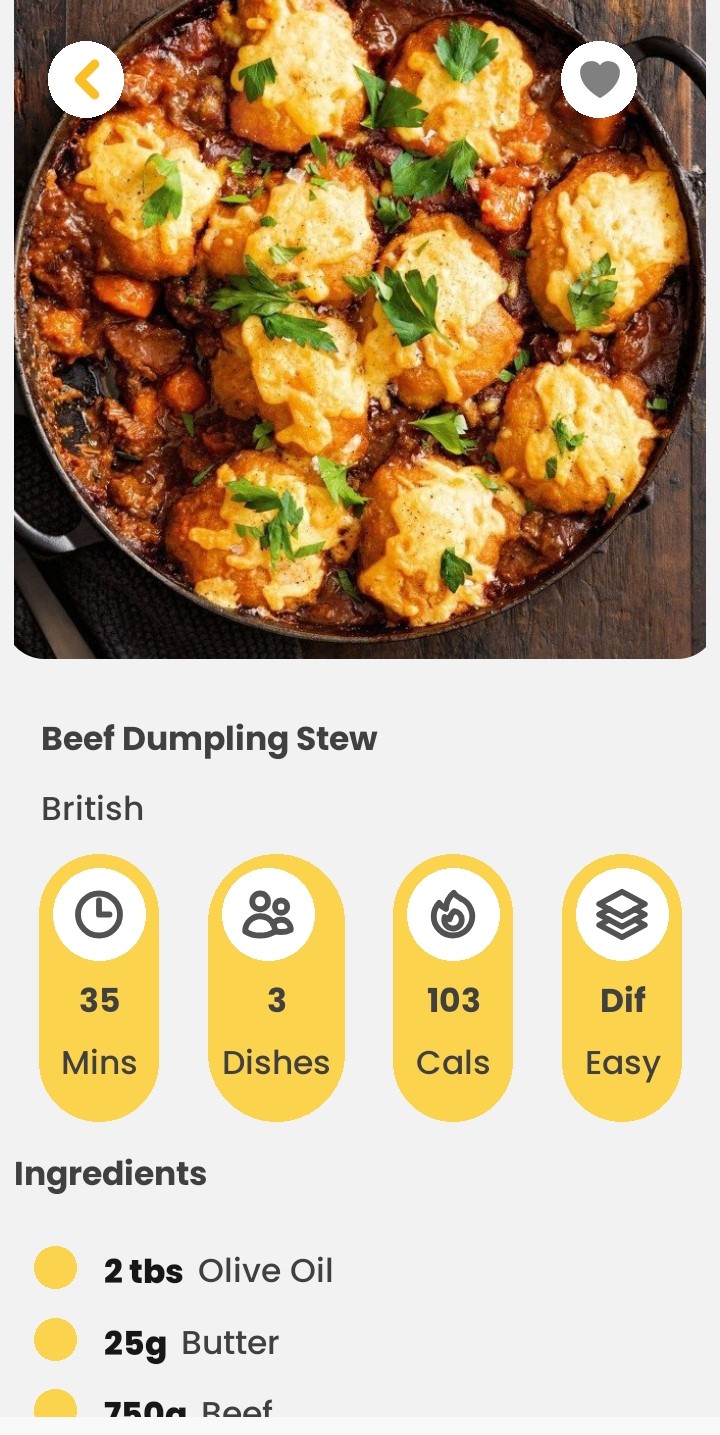 Beef Dumpling Stew
British
35 3 103 Dif
Mins Dishes Cals Easy
Ingredients
2 tbs Olive Oil
25g Butter
750g Beef